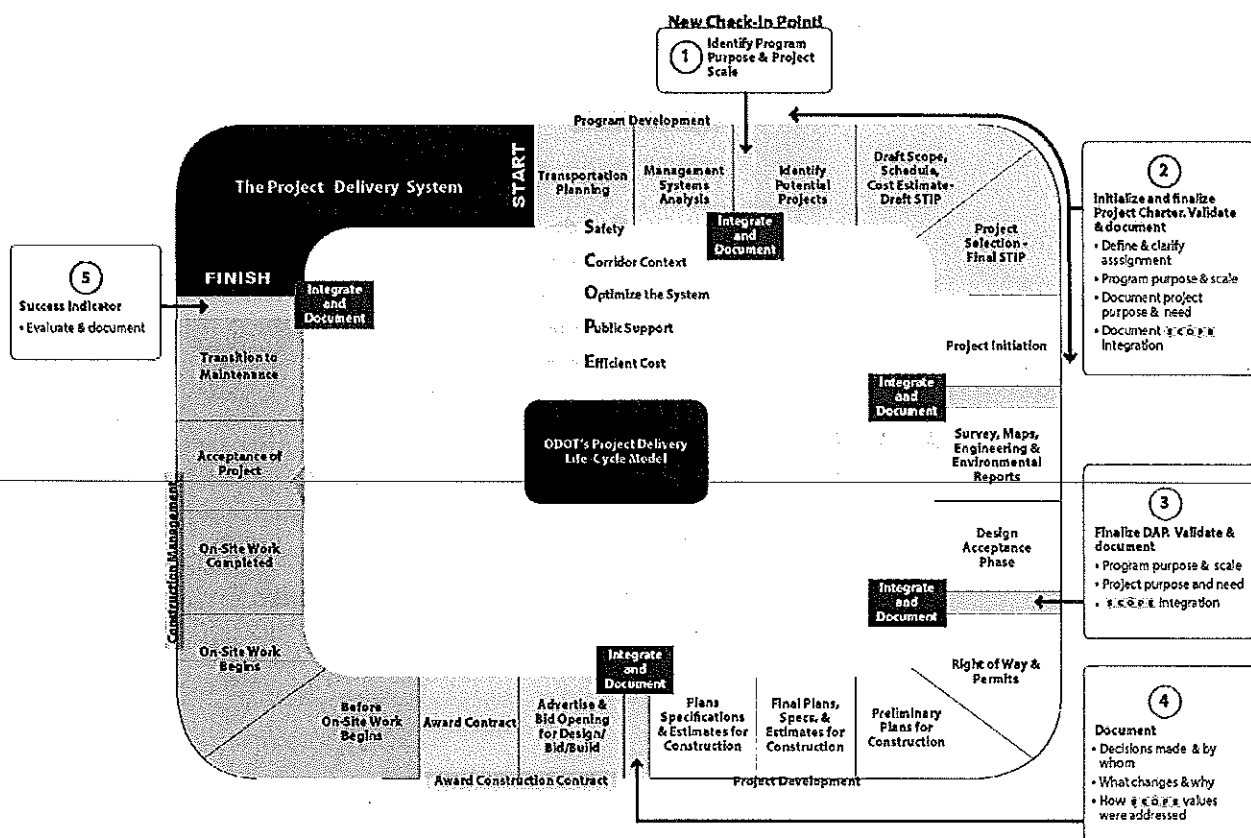 New Check-In Point!
1
Identify Program
Purpose & Project
Scale
Program Development
The Project Delivery System
START
Transportation
Planning
Management
Systems
Analysis
Identify
Potential
Projects
Draft Scope,
Schedule,
Cost Estimate-
Draft STIP
Project
Selection -
Final STIP
2
Initialize and finalize
Project Charter. Validate
& document
• Define & clarify
assignment
• Program purpose & scale
• Document project
purpose & need
• Document SCOPE
Integration
Integrate
and
Document
Safety
Corridor Context
Optimize the System
Public Support
Efficient Cost
FINISH
Integrate
and
Document
5
Success Indicator
• Evaluate & document
Transition to
Maintenance
Project Initiation
Integrate
and
Document
ODOT's Project Delivery
Life-Cycle Model
Survey, Maps,
Engineering &
Environmental
Reports
Acceptance of
Project
Construction Management
On-Site Work
Completed
Design
Acceptance
Phase
3
Finalize DAP. Validate &
document
• Program purpose & scale
• Project purpose and need
• SCOPE integration
Integrate
and
Document
On-Site Work
Begins
Right of Way &
Permits
Integrate
and
Document
Before
On-Site Work
Begins
Award Contract
Advertise &
Bid Opening
for Design/
Bid/Build
Plans
Specifications
& Estimates for
Construction
Final Plans,
Specs, &
Estimates for
Construction
Preliminary
Plans for
Construction
Award Construction Contract
Project Development
4
Document
• Decisions made & by
whom
• What changes & why
• How SCOPE values
were addressed